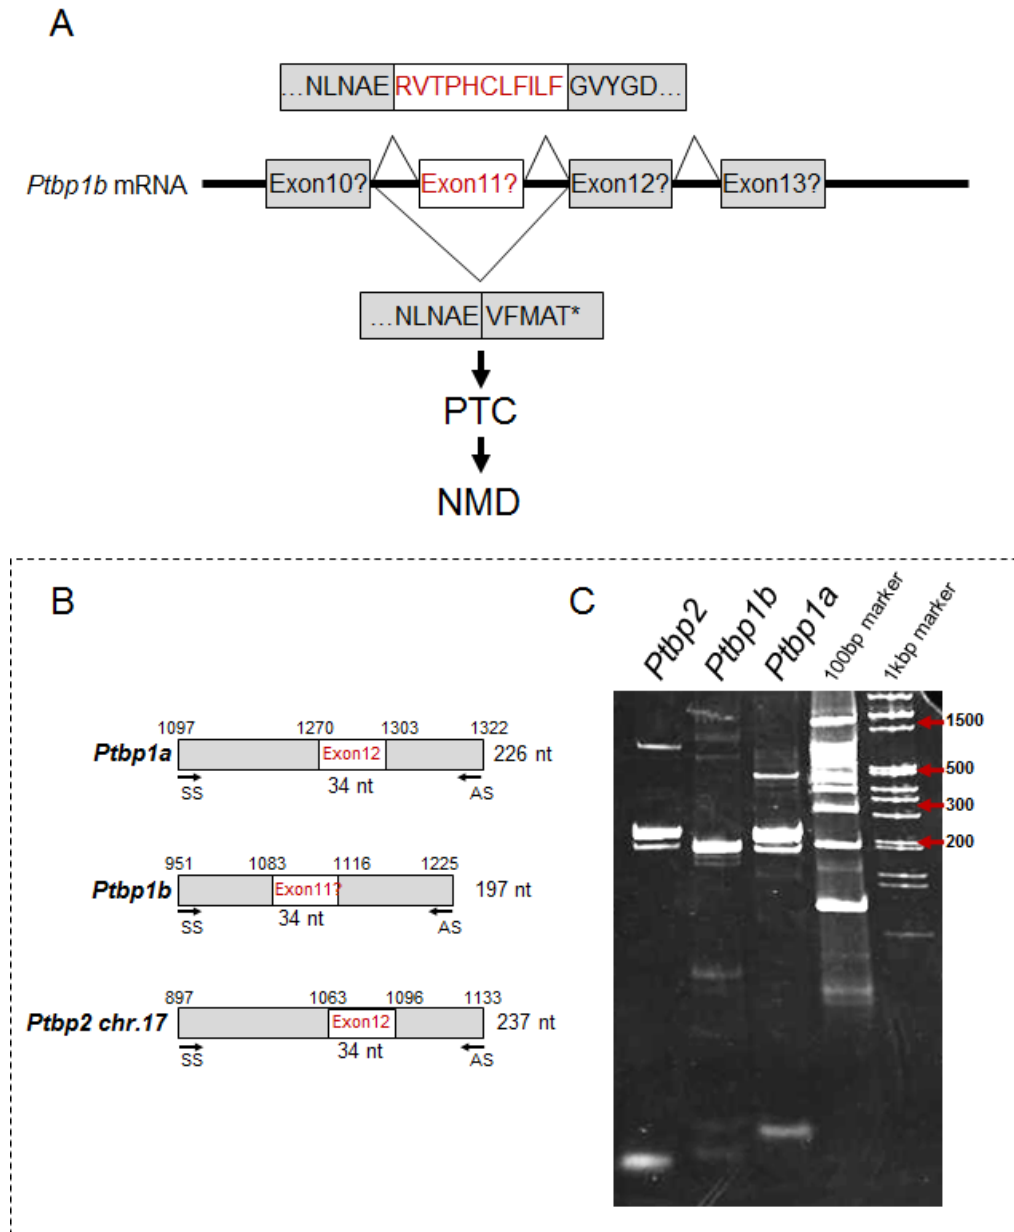 A
...NLNAE RVTPHCLFILF GVYGD...
Ptbp1b mRNA Exon10? Exon11? Exon12? Exon13?
...NLNAE VFMAT*
PTC
NMD
B
1097 1270 1303 1322
Ptbp1a Exon12 226 nt
SS 34 nt AS
951 1083 1116 1225
Ptbp1b Exon11? 197 nt
SS 34 nt AS
897 1063 1096 1133
Ptbp2 chr.17 Exon12 237 nt
SS 34 nt AS
C
Ptbp2 Ptbp1b Ptbp1a 100bp marker 1kbp marker
1500
500
300
200